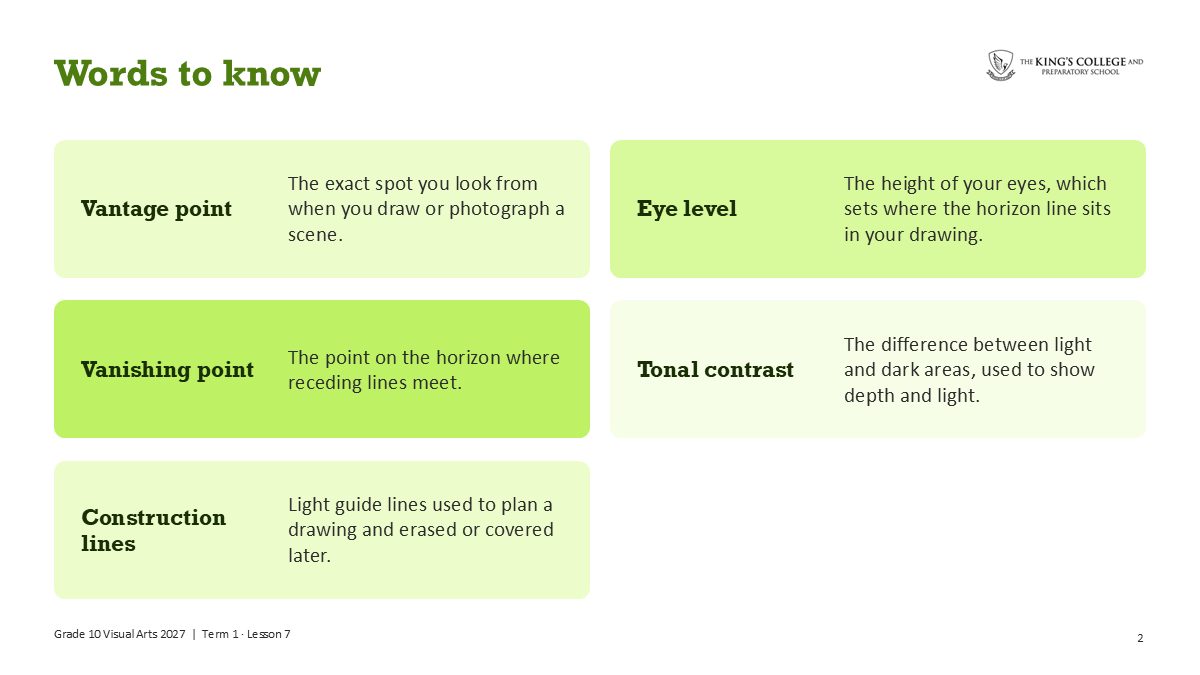 Words to know
THE KING'S COLLEGE AND
PREPARATORY SCHOOL
Vantage point
The exact spot you look from
when you draw or photograph a
scene.
Eye level
The height of your eyes, which
sets where the horizon line sits
in your drawing.
Vanishing point
The point on the horizon where
receding lines meet.
Tonal contrast
The difference between light
and dark areas, used to show
depth and light.
Construction
lines
Light guide lines used to plan a
drawing and erased or covered
later.
Grade 10 Visual Arts 2027 | Term 1 · Lesson 7
2